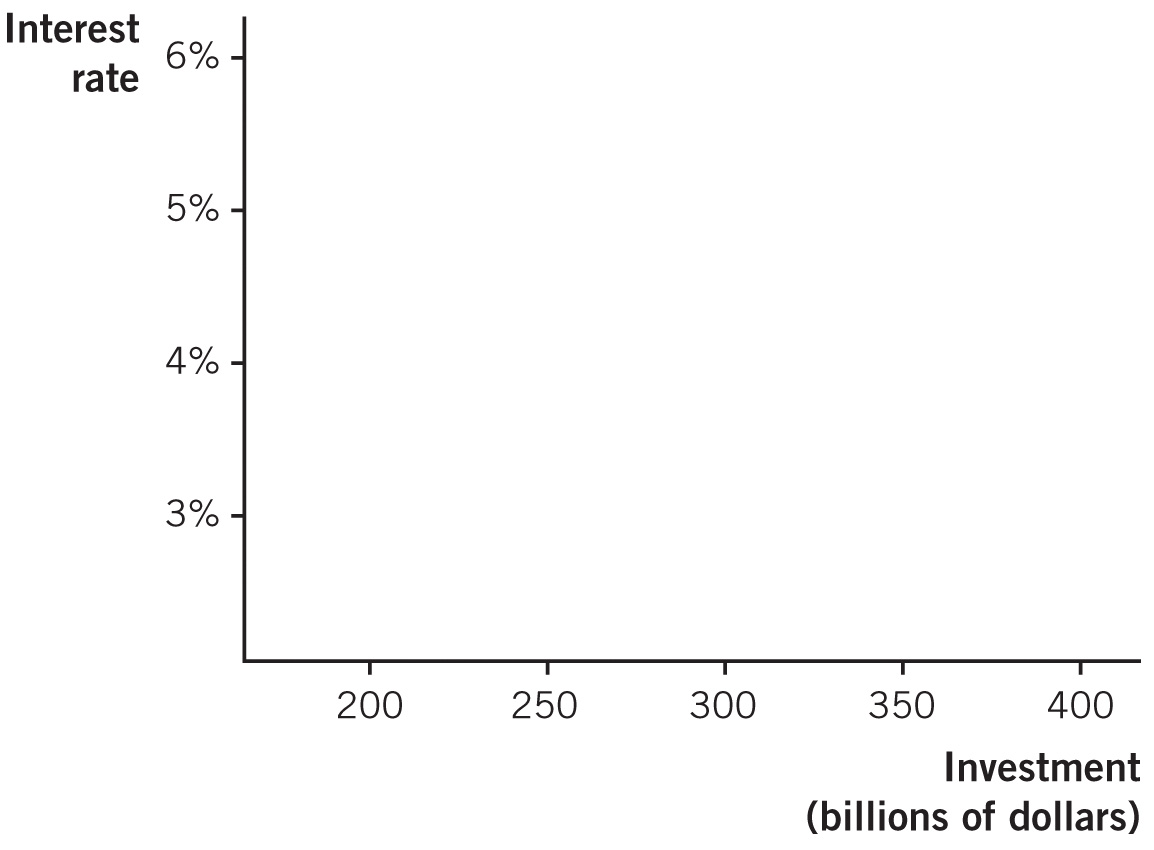 Interest
rate
6%
5%
4%
3%
200 250 300 350 400
Investment
(billions of dollars)